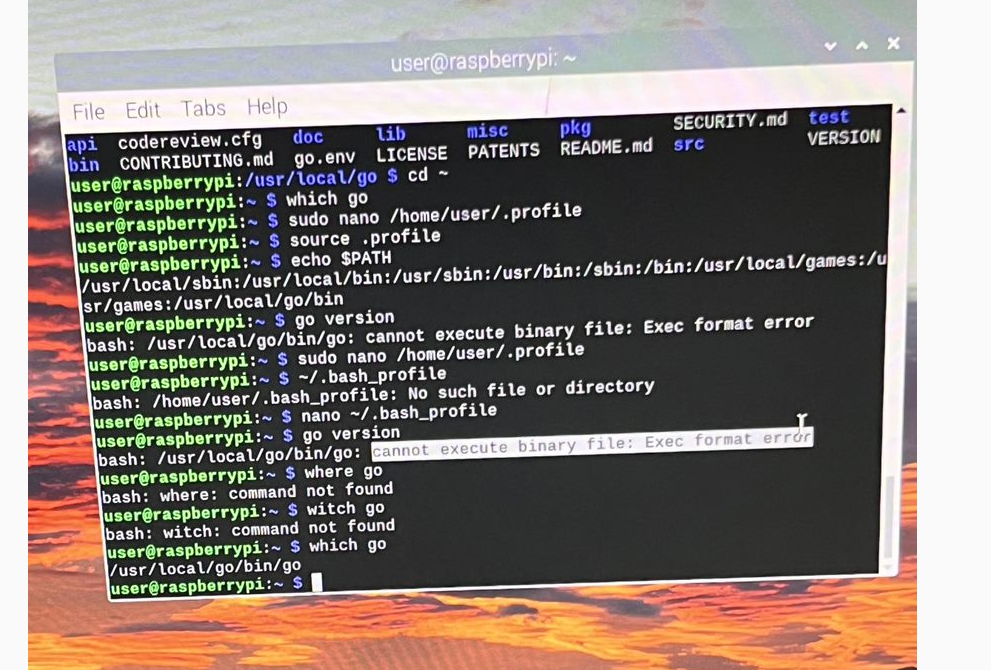 user@raspberrypi: ~
File Edit Tabs Help
api codereview.cfg doc lib misc pkg SECURITY.md test
bin CONTRIBUTING.md go.env LICENSE PATENTS README.md src VERSION
user@raspberrypi:/usr/local/go $ cd ~
user@raspberrypi:~ $ which go
user@raspberrypi:~ $ sudo nano /home/user/.profile
user@raspberrypi:~ $ source .profile
user@raspberrypi:~ $ echo $PATH
/usr/local/sbin:/usr/local/bin:/usr/sbin:/usr/bin:/sbin:/bin:/usr/local/games:/u
sr/games:/usr/local/go/bin
user@raspberrypi:~ $ go version
bash: /usr/local/go/bin/go: cannot execute binary file: Exec format error
user@raspberrypi:~ $ sudo nano /home/user/.profile
user@raspberrypi:~ $ ~/.bash_profile
bash: /home/user/.bash_profile: No such file or directory
user@raspberrypi:~ $ nano ~/.bash_profile
user@raspberrypi:~ $ go version
bash: /usr/local/go/bin/go: cannot execute binary file: Exec format error
user@raspberrypi:~ $ where go
bash: where: command not found
user@raspberrypi:~ $ witch go
bash: witch: command not found
user@raspberrypi:~ $ which go
/usr/local/go/bin/go
user@raspberrypi:~ $